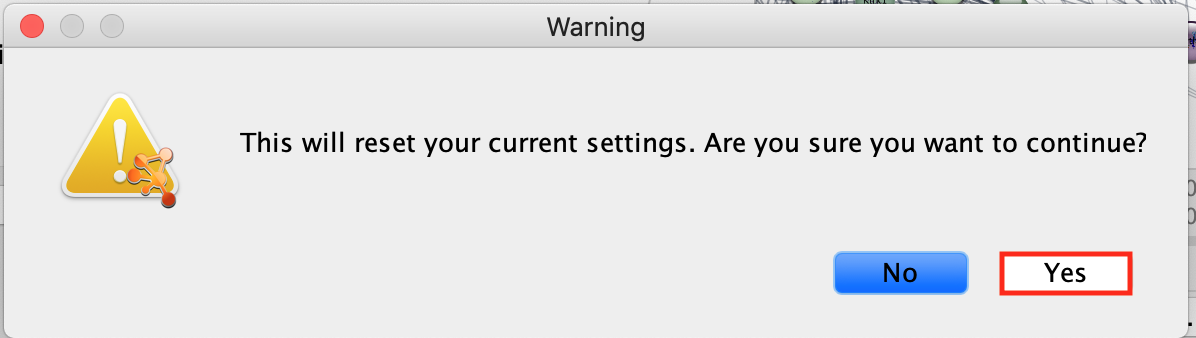 Warning
This will reset your current settings. Are you sure you want to continue?
No
Yes